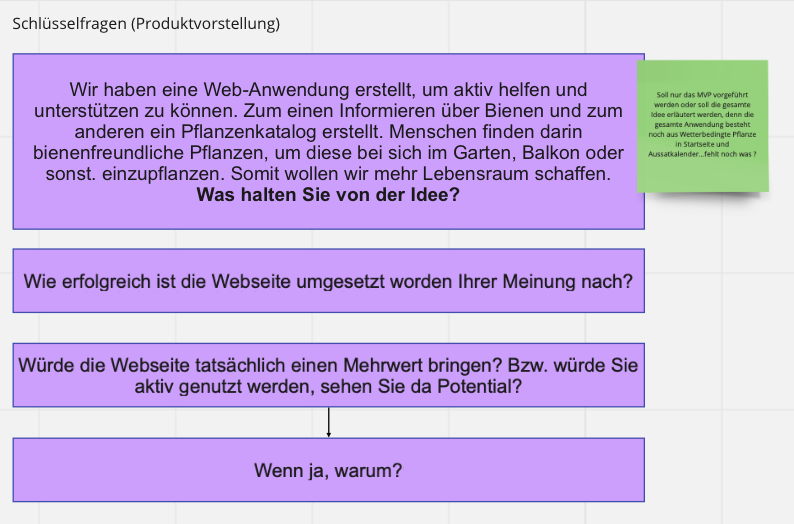 Schlüsselfragen (Produktvorstellung)
Wir haben eine Web-Anwendung erstellt, um aktiv helfen und
unterstützen zu können. Zum einen Informieren über Bienen und zum
anderen ein Pflanzenkatalog erstellt. Menschen finden darin
bienenfreundliche Pflanzen, um diese bei sich im Garten, Balkon oder
sonst. einzupflanzen. Somit wollen wir mehr Lebensraum schaffen.
Was halten Sie von der Idee?
Soll nur das MVP vorgeführt
werden oder soll die gesamte
Idee erläutert werden, denn die
gesamte Anwendung besteht
noch aus Wetterbedingte Pflanze
in Startseite und
Aussatkalender...fehlt noch was ?
Wie erfolgreich ist die Webseite umgesetzt worden Ihrer Meinung nach?
Würde die Webseite tatsächlich einen Mehrwert bringen? Bzw. würde Sie
aktiv genutzt werden, sehen Sie da Potential?
Wenn ja, warum?